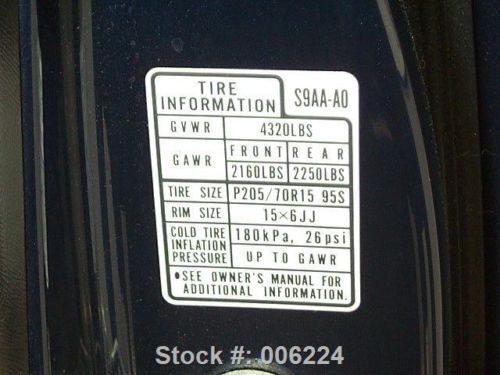 TIRE
INFORMATION
S9AA-A0
GVWR 4320LBS
GAWR FRONT REAR
2160LBS 2250LBS
TIRE SIZE P205/70R15 95S
RIM SIZE 15×6JJ
COLD TIRE
INFLATION
PRESSURE
180kPa, 26psi
UP TO GAWR
•SEE OWNER'S MANUAL FOR
ADDITIONAL INFORMATION.
Stock #: 006224